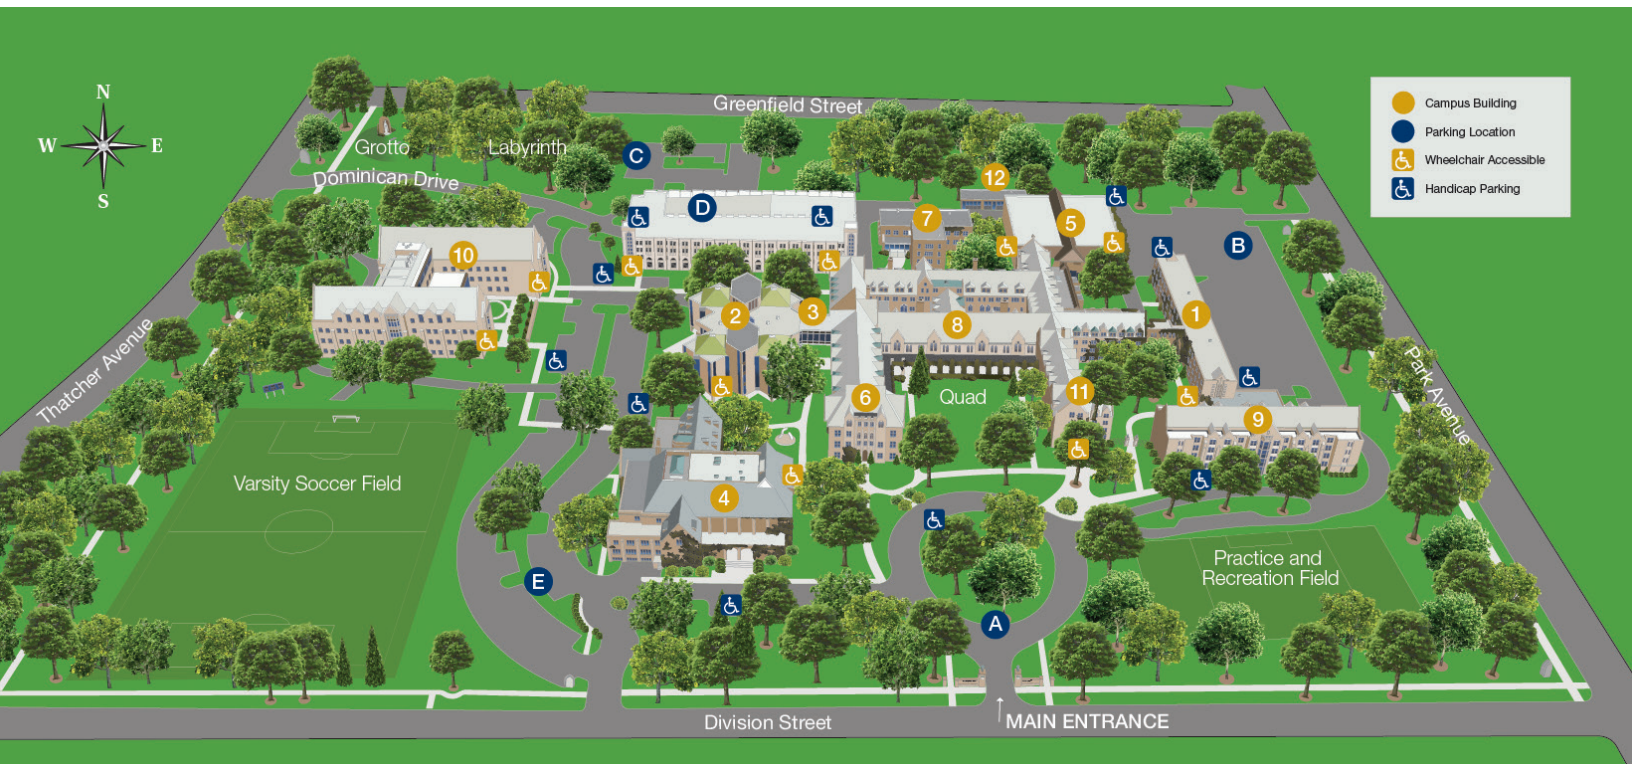 Greenfield Street
N
W E
S
Campus Building
Parking Location
Wheelchair Accessible
Handicap Parking
Grotto
Labyrinth
C
Dominican Drive
12
D
7
5
B
10
2
3
8
1
Thatcher Avenue
Park Avenue
6
Quad
11
9
Varsity Soccer Field
4
Practice and
Recreation Field
E
A
Division Street
MAIN ENTRANCE